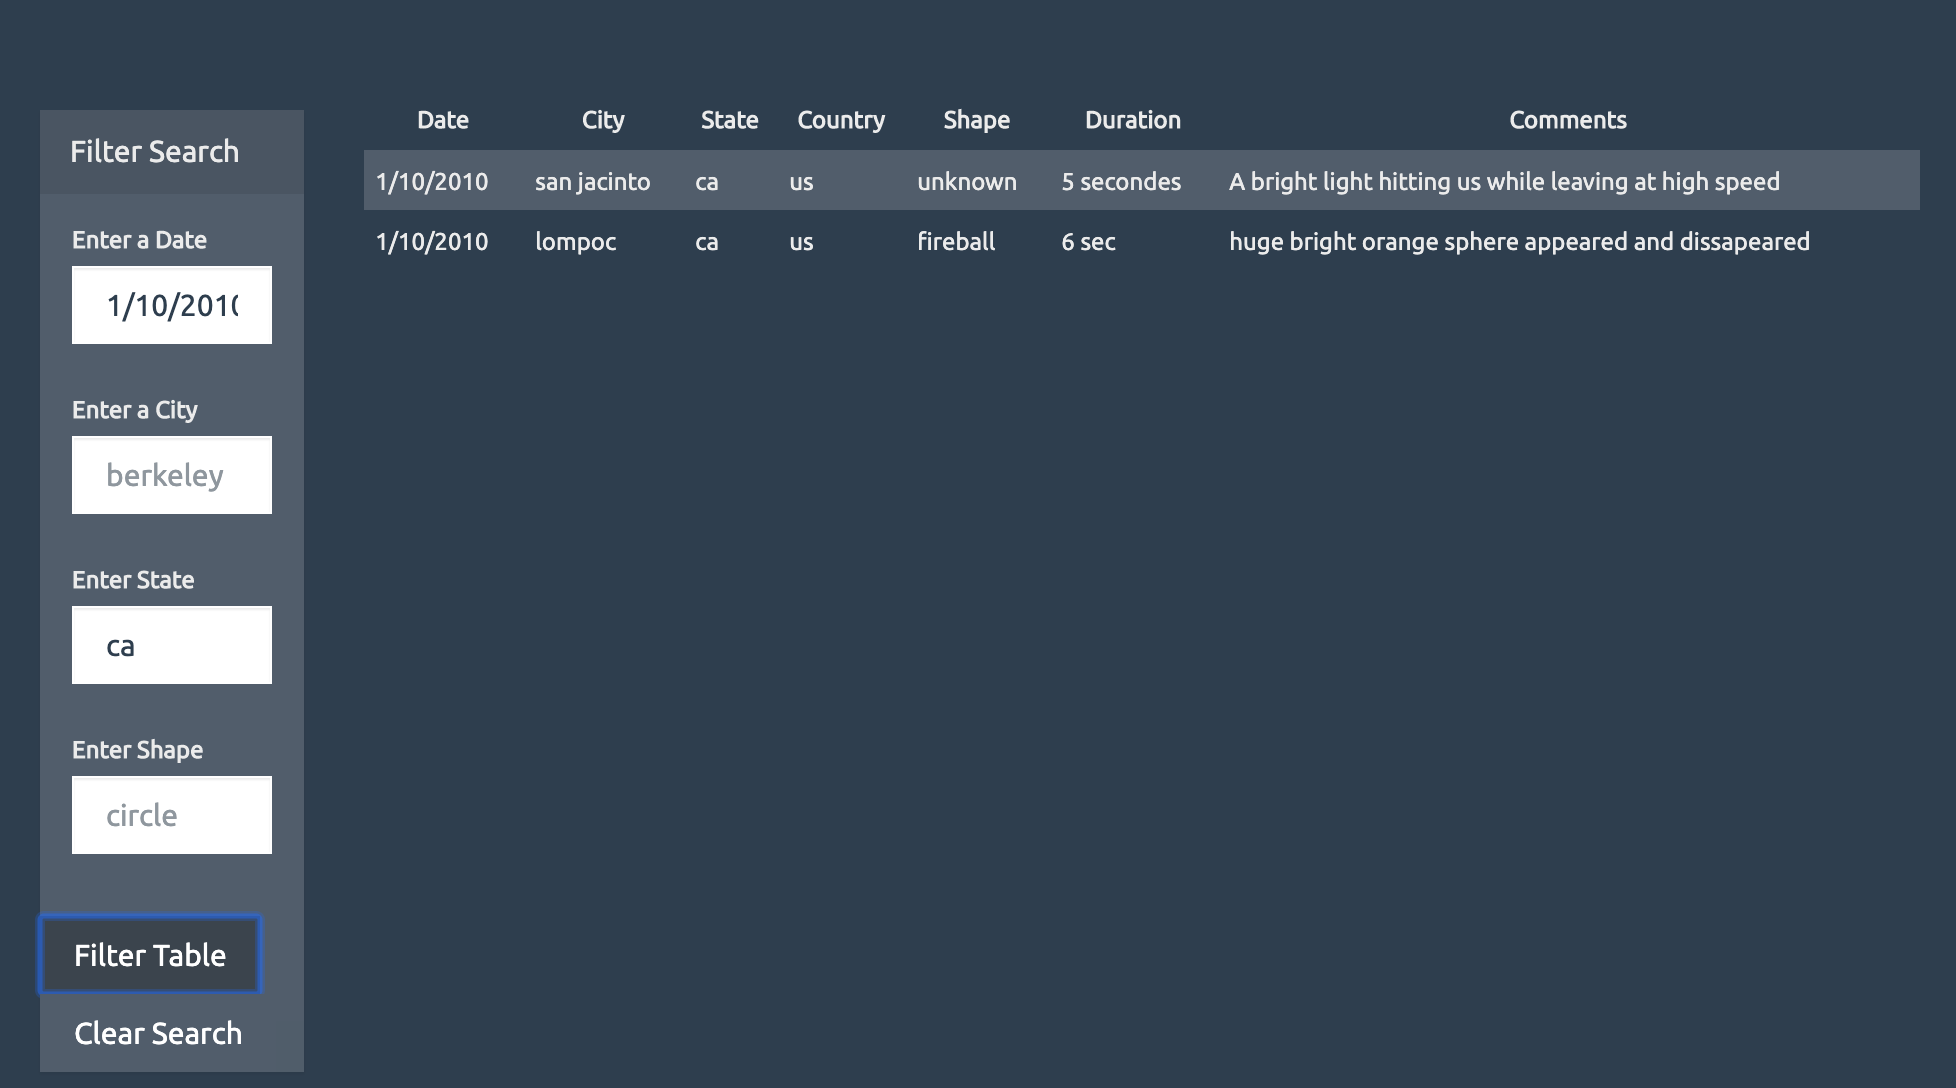 Filter Search
Enter a Date
1/10/2010
Enter a City
berkeley
Enter State
ca
Enter Shape
circle
Filter Table
Clear Search
Date City State Country Shape Duration Comments
1/10/2010 san jacinto ca us unknown 5 secondes A bright light hitting us while leaving at high speed
1/10/2010 lompoc ca us fireball 6 sec huge bright orange sphere appeared and dissapeared